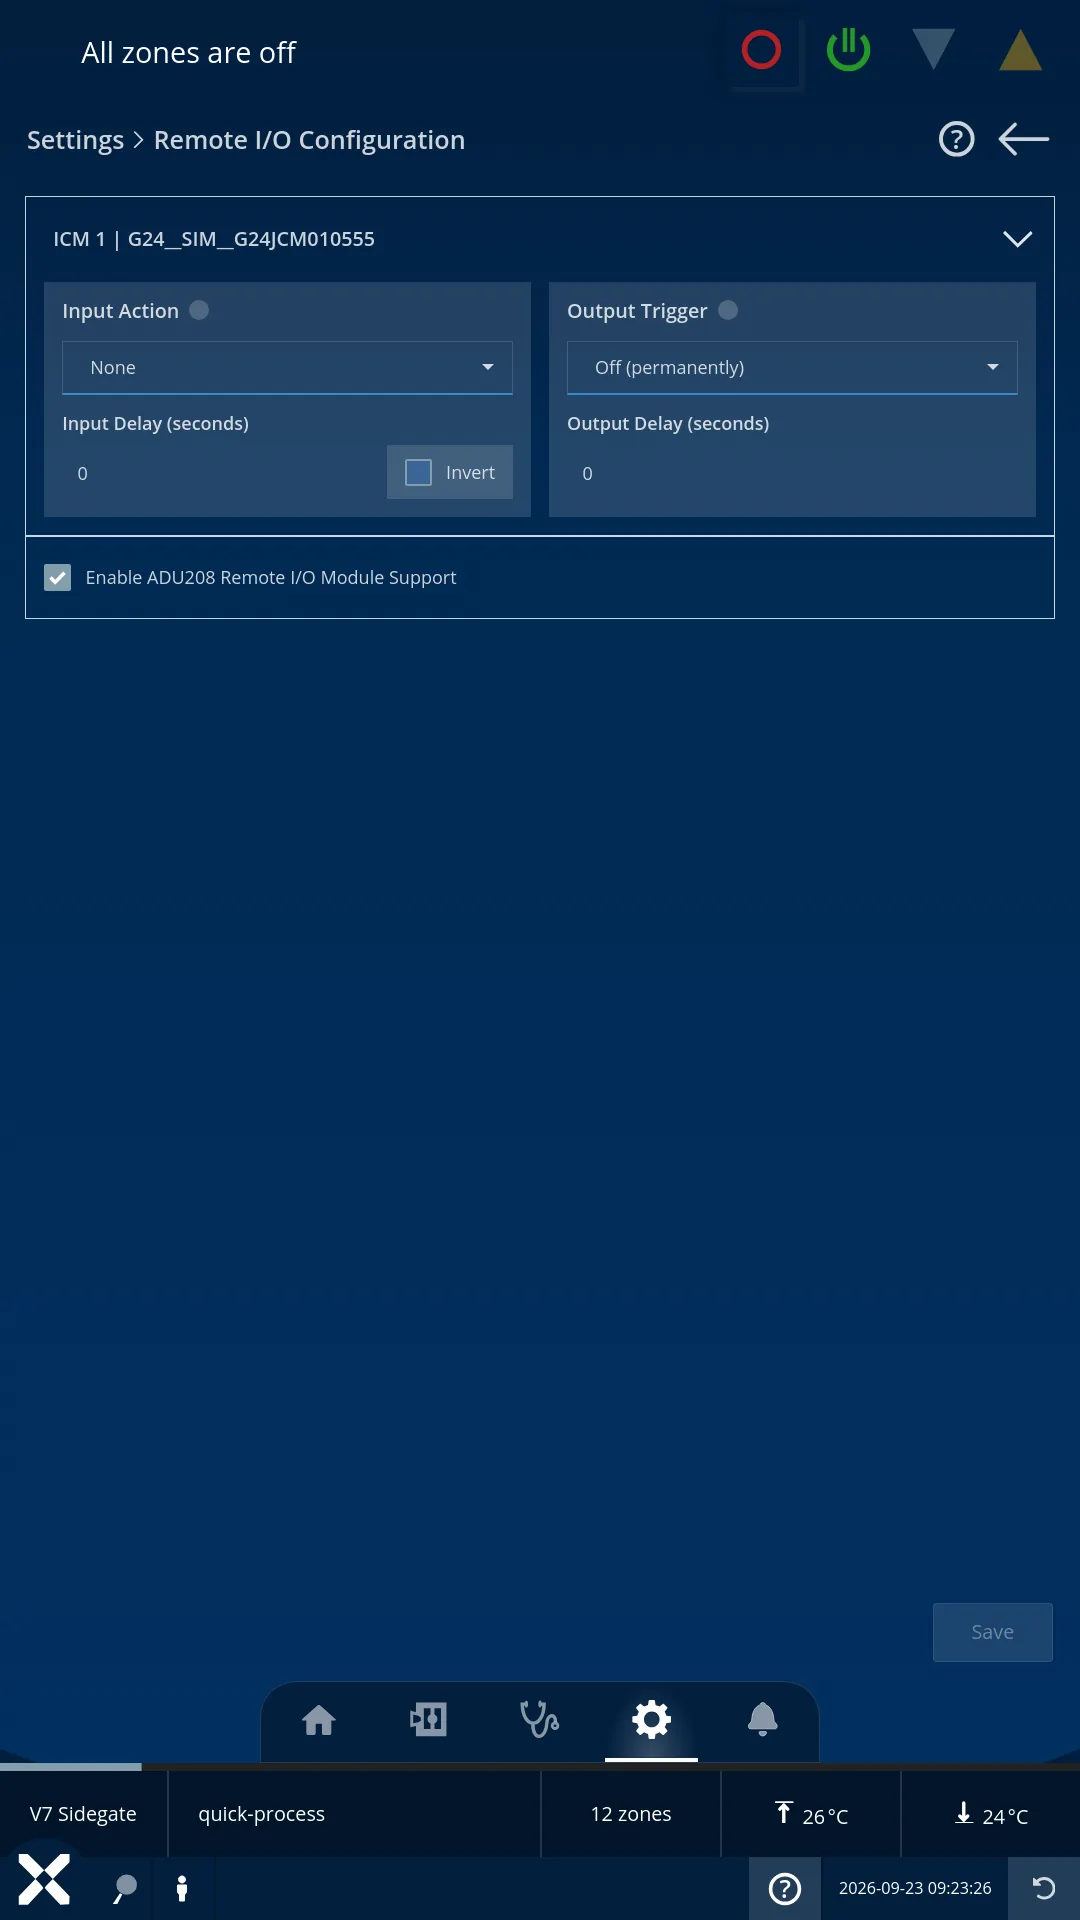 All zones are off
Settings > Remote I/O Configuration
ICM 1 | G24__SIM__G24JCM010555
Input Action
None
Input Delay (seconds)
0
Invert
Output Trigger
Off (permanently)
Output Delay (seconds)
0
Enable ADU208 Remote I/O Module Support
Save
V7 Sidegate
quick-process
12 zones
26°C
24°C
2026-09-23 09:23:26